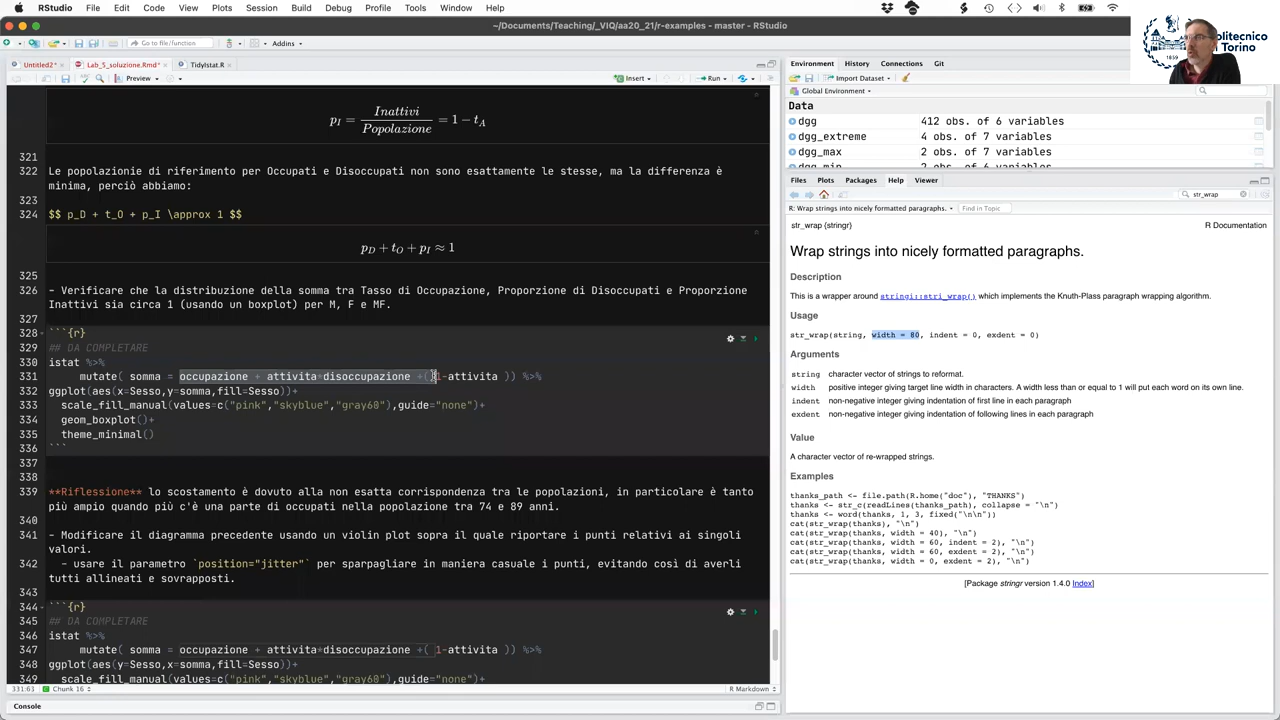 RStudio File Edit Code View Plots Session Build Debug Profile Tools Window Help
~/Documents/Teaching/_VIQ/aa20_21/r-examples - master - RStudio
Go to file/function Addins
Politecnico
Torino
1859
Untitled2* Lab_5_soluzione.Rmd* TidyIstat.R
Preview Insert Run
p_I = Inattivi / Popolazione = 1 − t_A
321
322 Le popolazionie di riferimento per Occupati e Disoccupati non sono esattamente le stesse, ma la differenza è
minima, perciò abbiamo:
323
324 $$ p_D + t_O + p_I \approx 1 $$
p_D + t_O + p_I ≈ 1
325
326 - Verificare che la distribuzione della somma tra Tasso di Occupazione, Proporzione di Disoccupati e Proporzione
Inattivi sia circa 1 (usando un boxplot) per M, F e MF.
327
328 ```{r}
329 ## DA COMPLETARE
330 istat %>%
331 mutate( somma = occupazione + attivita*disoccupazione +( 1-attivita )) %>%
332 ggplot(aes(y=Sesso,x=somma,fill=Sesso))+
333 scale_fill_manual(values=c("pink","skyblue","gray60"),guide="none")+
334 geom_boxplot()+
335 theme_minimal()
336 ```
337
338
339 **Riflessione** lo scostamento è dovuto alla non esatta corrispondenza tra le popolazioni, in particolare è tanto
più ampio quando più c'è una parte di occupati nella popolazione tra 74 e 89 anni.
340
341 - Modificare il diagramma precedente usando un violin plot sopra il quale riportare i punti relativi ai singoli
valori.
342 - usare il parametro `position="jitter"` per sparpagliare in maniera casuale i punti, evitando così di averli
tutti allineati e sovrapposti.
343
344 ```{r}
345 ## DA COMPLETARE
346 istat %>%
347 mutate( somma = occupazione + attivita*disoccupazione +( 1-attivita )) %>%
348 ggplot(aes(y=Sesso,x=somma,fill=Sesso))+
349 scale_fill_manual(values=c("pink","skyblue","gray60"),guide="none")+
331:63 Chunk 16 R Markdown
Console
Environment History Connections Git
Import Dataset
Global Environment
Data
dgg 412 obs. of 6 variables
dgg_extreme 4 obs. of 7 variables
dgg_max 2 obs. of 7 variables
dgg_min 2 obs. of 6 variables
Files Plots Packages Help Viewer
str_wrap
R: Wrap strings into nicely formatted paragraphs. Find in Topic
str_wrap {stringr} R Documentation
Wrap strings into nicely formatted paragraphs.
Description
This is a wrapper around stringi::stri_wrap() which implements the Knuth-Plass paragraph wrapping algorithm.
Usage
str_wrap(string, width = 80, indent = 0, exdent = 0)
Arguments
string character vector of strings to reformat.
width positive integer giving target line width in characters. A width less than or equal to 1 will put each word on its own line.
indent non-negative integer giving indentation of first line in each paragraph
exdent non-negative integer giving indentation of following lines in each paragraph
Value
A character vector of re-wrapped strings.
Examples
thanks_path <- file.path(R.home("doc"), "THANKS")
thanks <- str_c(readLines(thanks_path), collapse = "\n")
thanks <- word(thanks, 1, 3, fixed("\n\n"))
cat(str_wrap(thanks), "\n")
cat(str_wrap(thanks, width = 40), "\n")
cat(str_wrap(thanks, width = 60, indent = 2), "\n")
cat(str_wrap(thanks, width = 60, exdent = 2), "\n")
cat(str_wrap(thanks, width = 0, exdent = 2), "\n")
[Package stringr version 1.4.0 Index]